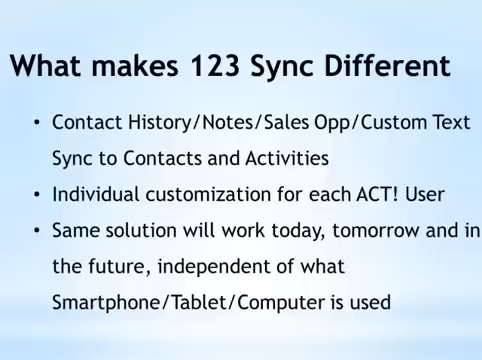 What makes 123 Sync Different
• Contact History/Notes/Sales Opp/Custom Text
Sync to Contacts and Activities
• Individual customization for each ACT! User
• Same solution will work today, tomorrow and in
the future, independent of what
Smartphone/Tablet/Computer is used